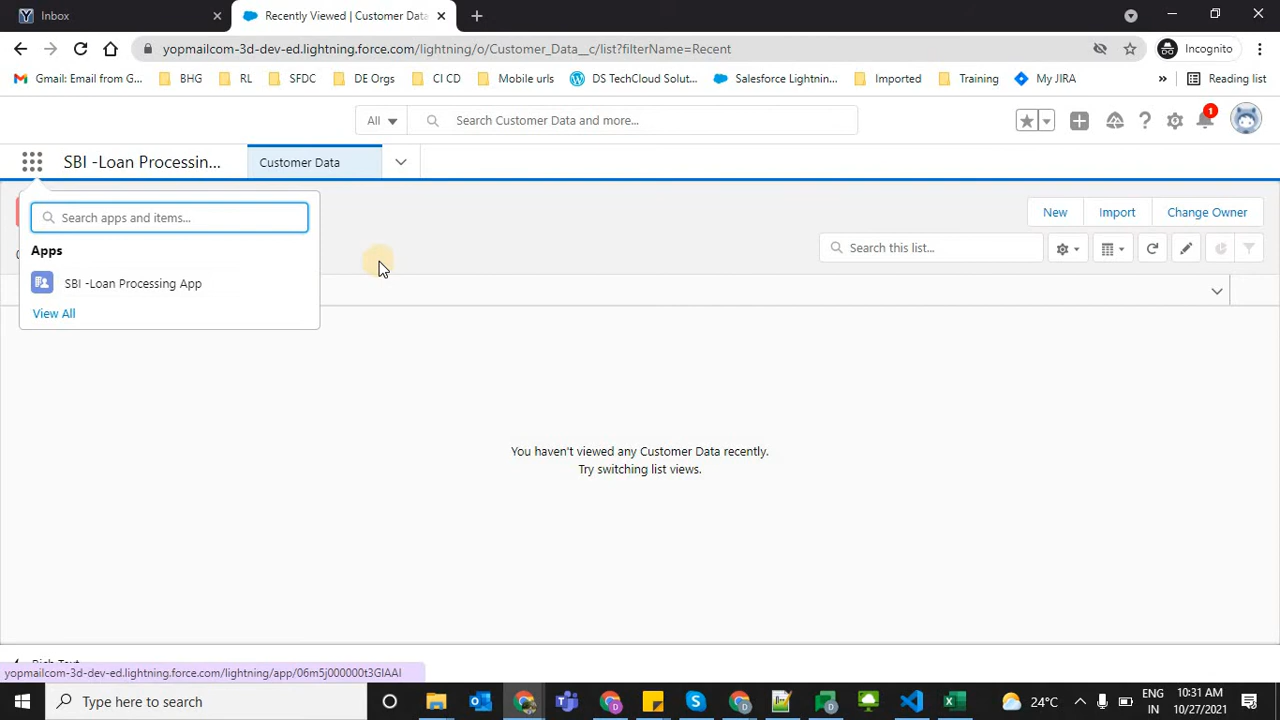 Inbox
Recently Viewed | Customer Data
yopmailcom-3d-dev-ed.lightning.force.com/lightning/o/Customer_Data__c/list?filterName=Recent
Incognito
Gmail: Email from G...
BHG
RL
SFDC
DE Orgs
CI CD
Mobile urls
DS TechCloud Solut...
Salesforce Lightnin...
Imported
Training
My JIRA
»
Reading list
All
Search Customer Data and more...
1
SBI -Loan Processin...
Customer Data
Search apps and items...
Apps
SBI -Loan Processing App
View All
New
Import
Change Owner
Search this list...
You haven't viewed any Customer Data recently.
Try switching list views.
yopmailcom-3d-dev-ed.lightning.force.com/lightning/app/06m5j000000t3GIAAI
Type here to search
24°C
ENG
IN
10:31 AM
10/27/2021